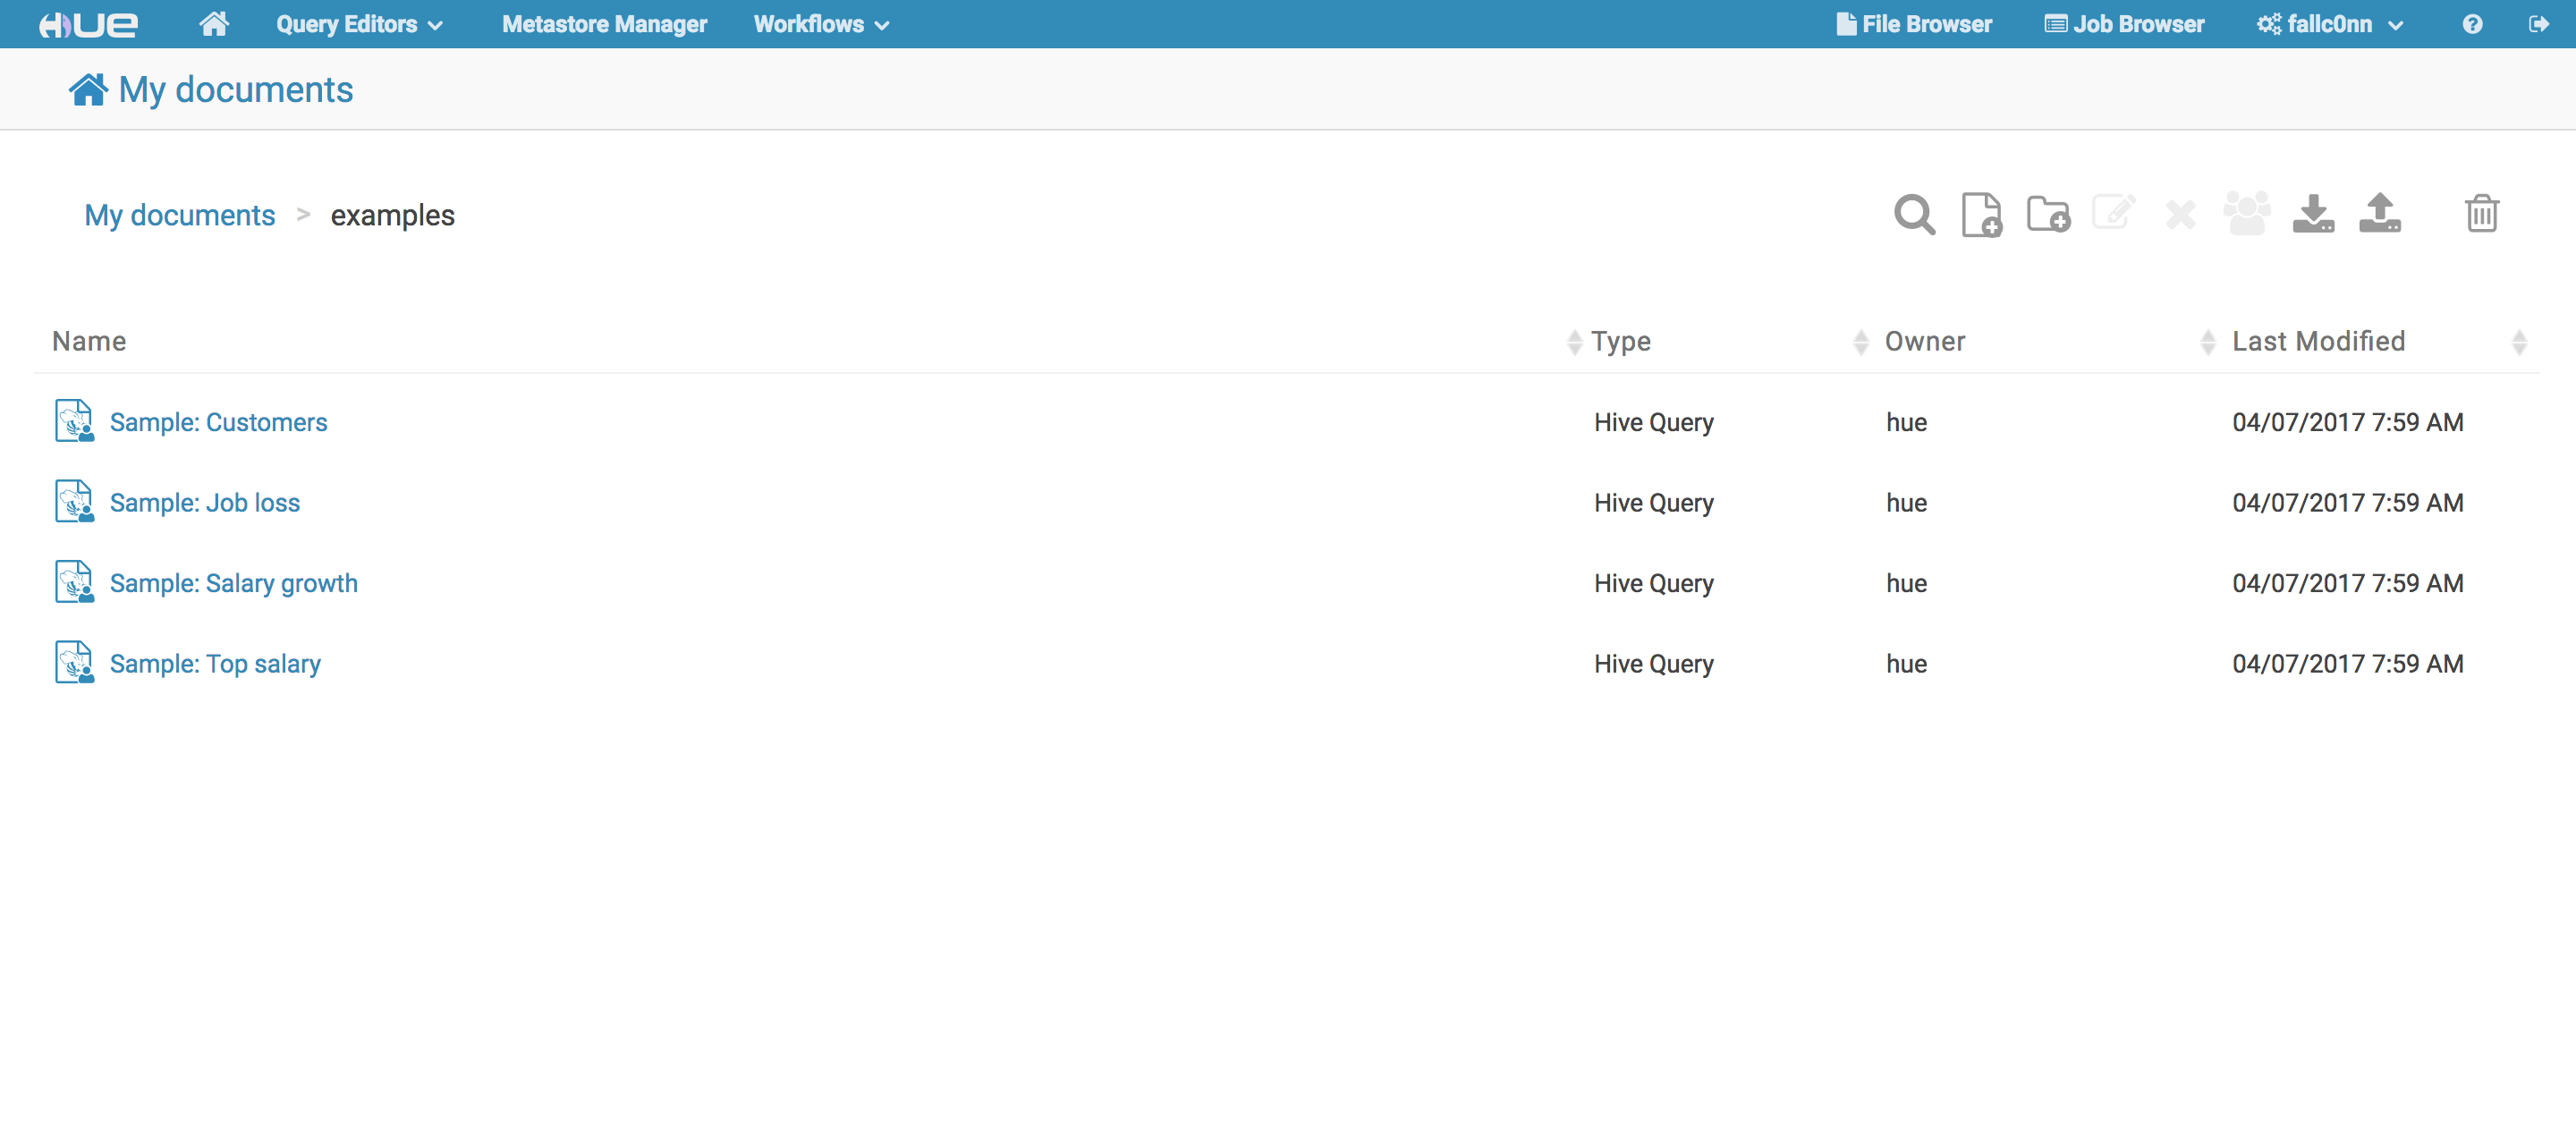 HUE Query Editors Metastore Manager Workflows File Browser Job Browser fallc0nn
My documents
My documents > examples
Name Type Owner Last Modified
Sample: Customers Hive Query hue 04/07/2017 7:59 AM
Sample: Job loss Hive Query hue 04/07/2017 7:59 AM
Sample: Salary growth Hive Query hue 04/07/2017 7:59 AM
Sample: Top salary Hive Query hue 04/07/2017 7:59 AM